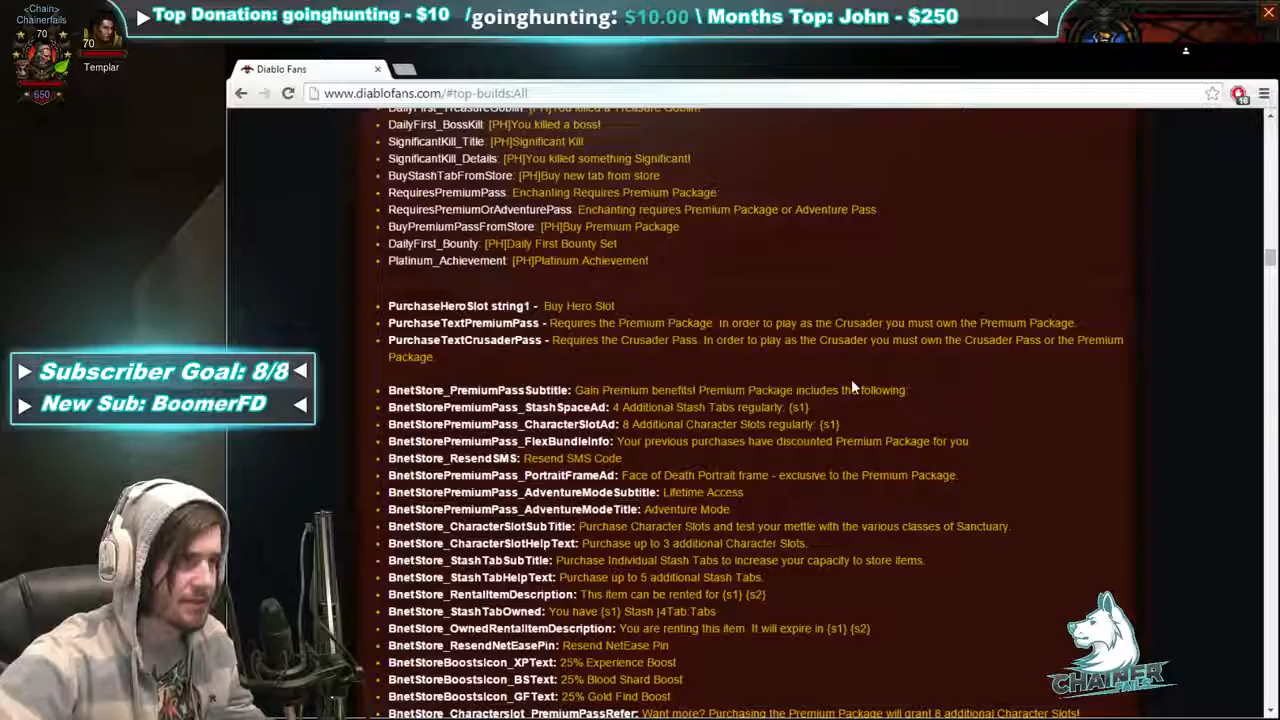 Chain
Chainerfails
70
70
Templar
650
Top Donation: goinghunting - $10 /goinghunting: $10.00 \ Months Top: John - $250
Diablo Fans
www.diablofans.com/#top-builds:All
DailyFirst_TreasureGoblin: [PH]You killed a Treasure Goblin!
DailyFirst_BossKill: [PH]You killed a boss!
SignificantKill_Title: [PH]Significant Kill
SignificantKill_Details: [PH]You killed something Significant!
BuyStashTabFromStore: [PH]Buy new tab from store
RequiresPremiumPass: Enchanting Requires Premium Package
RequiresPremiumOrAdventurePass: Enchanting requires Premium Package or Adventure Pass
BuyPremiumPassFromStore: [PH]Buy Premium Package
DailyFirst_Bounty: [PH]Daily First Bounty Set
Platinum_Achievement: [PH]Platinum Achievement!
PurchaseHeroSlot string1 - Buy Hero Slot
PurchaseTextPremiumPass - Requires the Premium Package. In order to play as the Crusader you must own the Premium Package.
PurchaseTextCrusaderPass - Requires the Crusader Pass. In order to play as the Crusader you must own the Crusader Pass or the Premium
Package.
BnetStore_PremiumPassSubtitle: Gain Premium benefits! Premium Package includes the following:
BnetStorePremiumPass_StashSpaceAd: 4 Additional Stash Tabs regularly: {s1}
BnetStorePremiumPass_CharacterSlotAd: 8 Additional Character Slots regularly: {s1}
BnetStorePremiumPass_FlexBundleInfo: Your previous purchases have discounted Premium Package for you
BnetStore_ResendSMS: Resend SMS Code
BnetStorePremiumPass_PortraitFrameAd: Face of Death Portrait frame - exclusive to the Premium Package.
BnetStorePremiumPass_AdventureModeSubtitle: Lifetime Access
BnetStorePremiumPass_AdventureModeTitle: Adventure Mode
BnetStore_CharacterSlotSubTitle: Purchase Character Slots and test your mettle with the various classes of Sanctuary.
BnetStore_CharacterSlotHelpText: Purchase up to 3 additional Character Slots.
BnetStore_StashTabSubTitle: Purchase Individual Stash Tabs to increase your capacity to store items.
BnetStore_StashTabHelpText: Purchase up to 5 additional Stash Tabs.
BnetStore_RentalItemDescription: This item can be rented for {s1} {s2}
BnetStore_StashTabOwned: You have {s1} Stash |4Tab:Tabs
BnetStore_OwnedRentalItemDescription: You are renting this item. It will expire in {s1} {s2}
BnetStore_ResendNetEasePin: Resend NetEase Pin
BnetStoreBoostsIcon_XPText: 25% Experience Boost
BnetStoreBoostsIcon_BSText: 25% Blood Shard Boost
BnetStoreBoostsIcon_GFText: 25% Gold Find Boost
BnetStore_Characterslot_PremiumPassRefer: Want more? Purchasing the Premium Package will grant 8 additional Character Slots!
Subscriber Goal: 8/8
New Sub: BoomerFD
CHAINER
FAILS